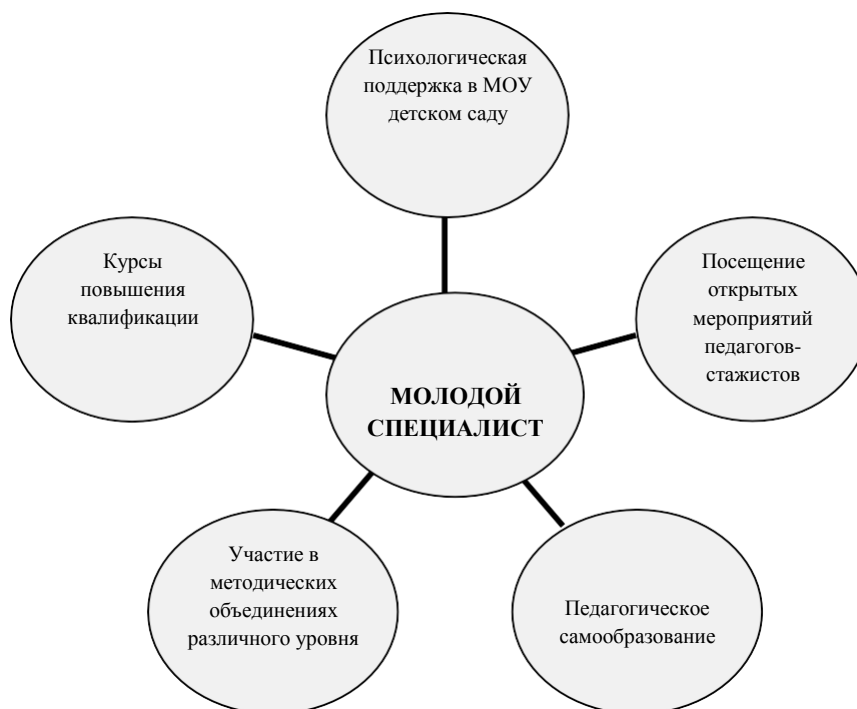 Психологическая
поддержка в МОУ
детском саду
Курсы
повышения
квалификации
Посещение
открытых
мероприятий
педагогов-
стажистов
МОЛОДОЙ
СПЕЦИАЛИСТ
Участие в
методических
объединениях
различного уровня
Педагогическое
самообразование